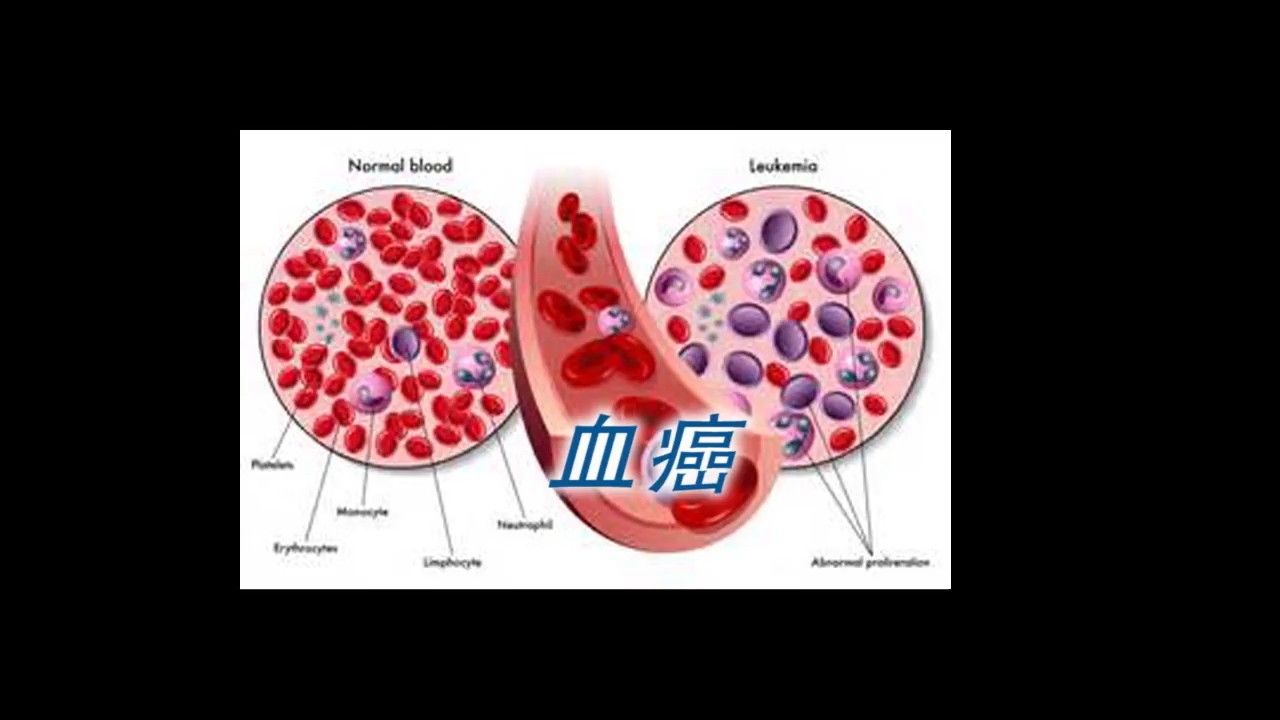 Normal blood
Leukemia
血癌
Platelets
Monocyte
Neutrophil
Erythrocytes
Limphocyte
Abnormal proliferation